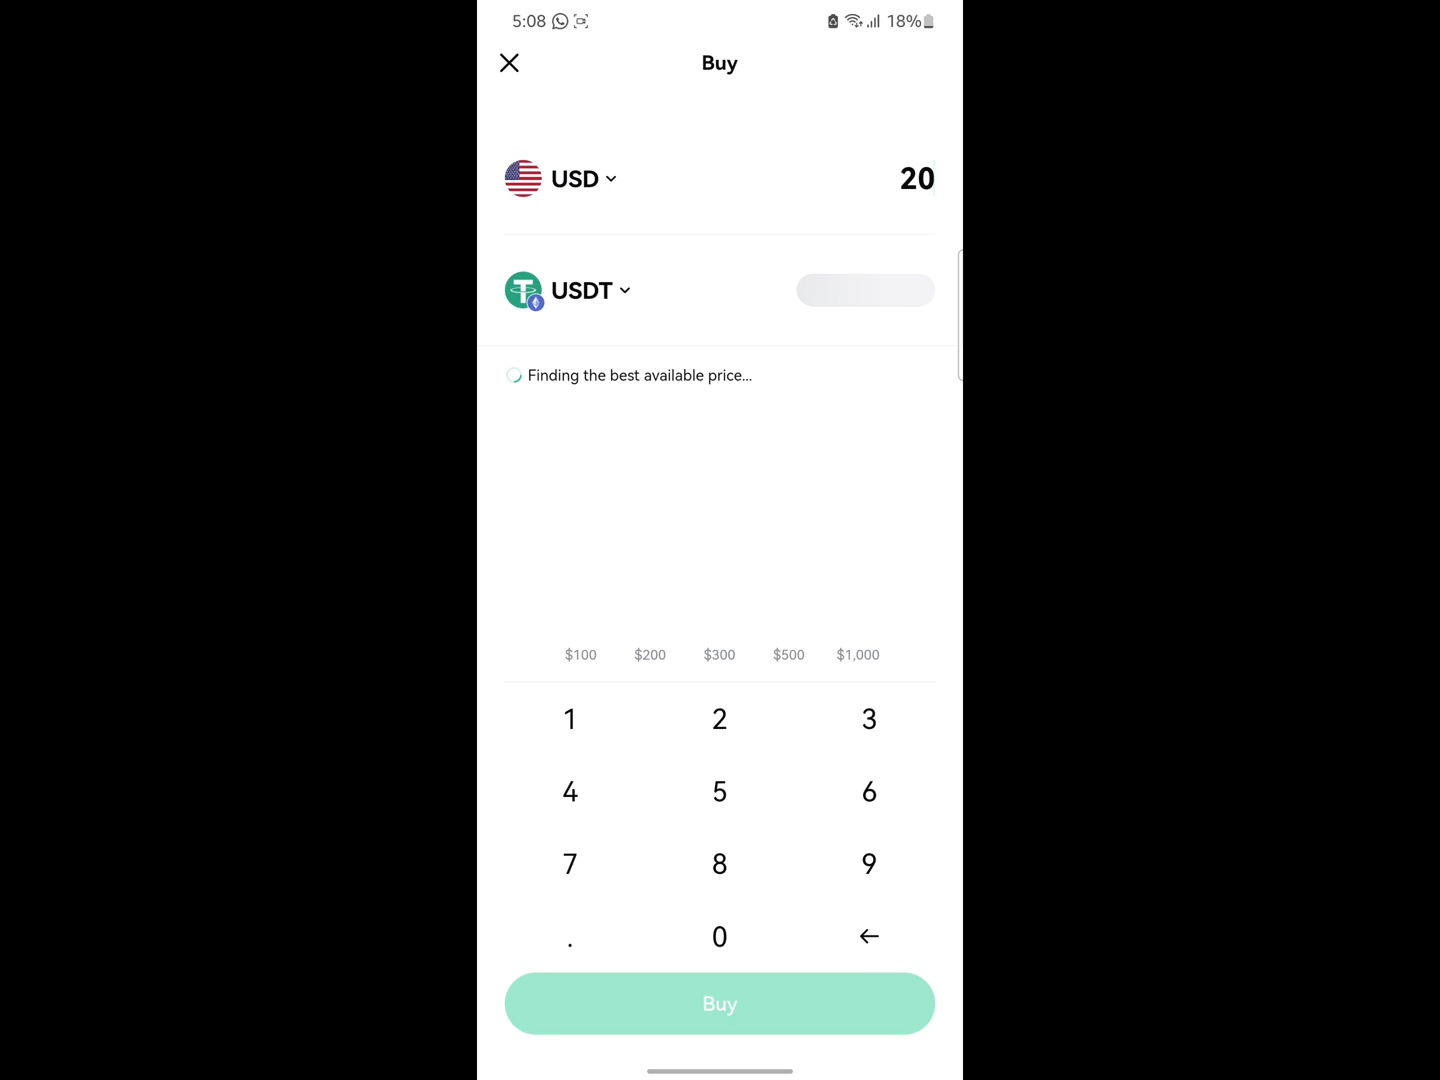 5:08 18%
Buy
USD 20
USDT
Finding the best available price...
$100 $200 $300 $500 $1,000
1 2 3
4 5 6
7 8 9
. 0
Buy